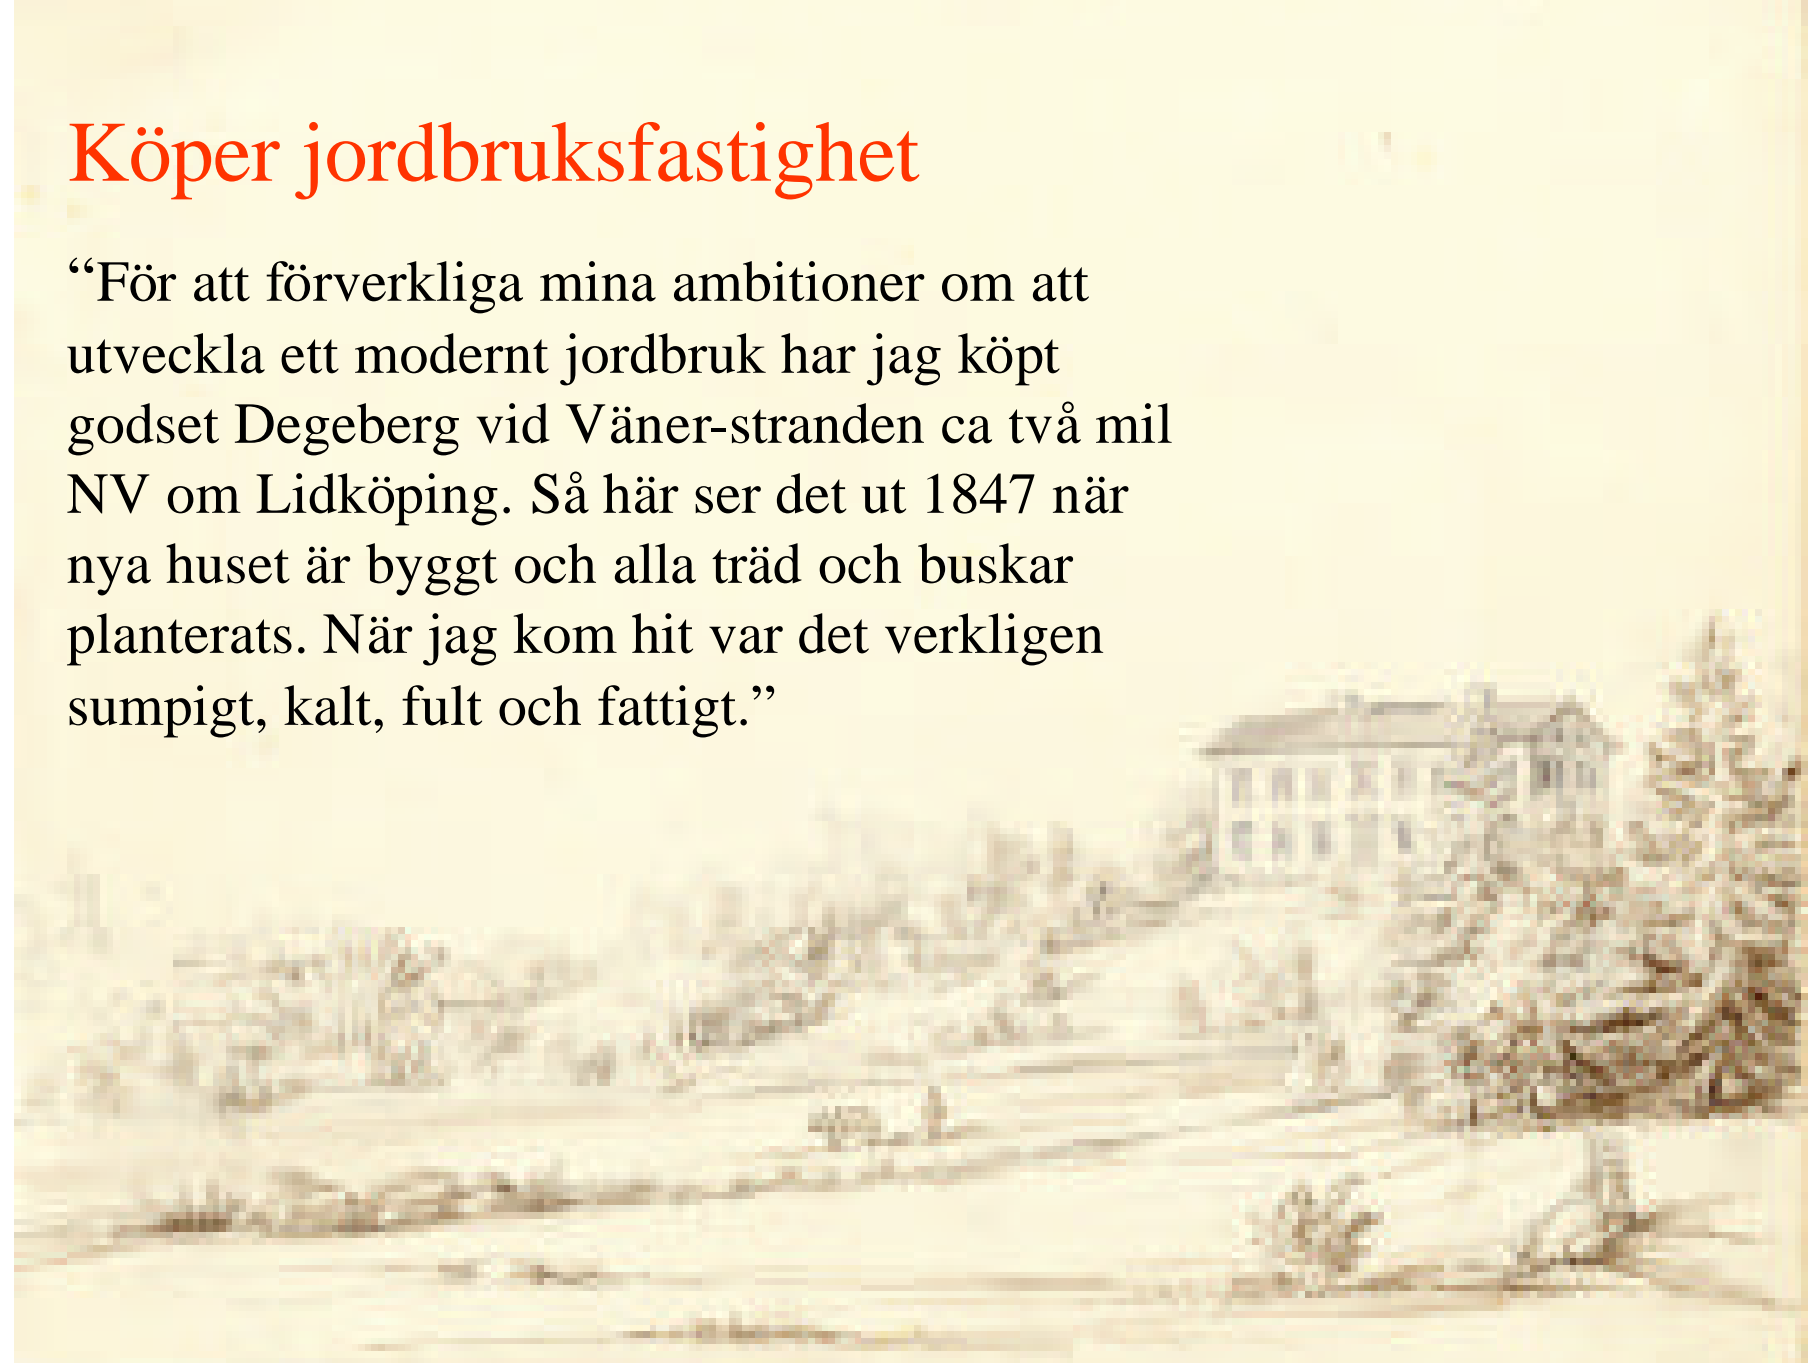 Köper jordbruksfastighet
“För att förverkliga mina ambitioner om att
utveckla ett modernt jordbruk har jag köpt
godset Degeberg vid Väner-stranden ca två mil
NV om Lidköping. Så här ser det ut 1847 när
nya huset är byggt och alla träd och buskar
planterats. När jag kom hit var det verkligen
sumpigt, kalt, fult och fattigt.”